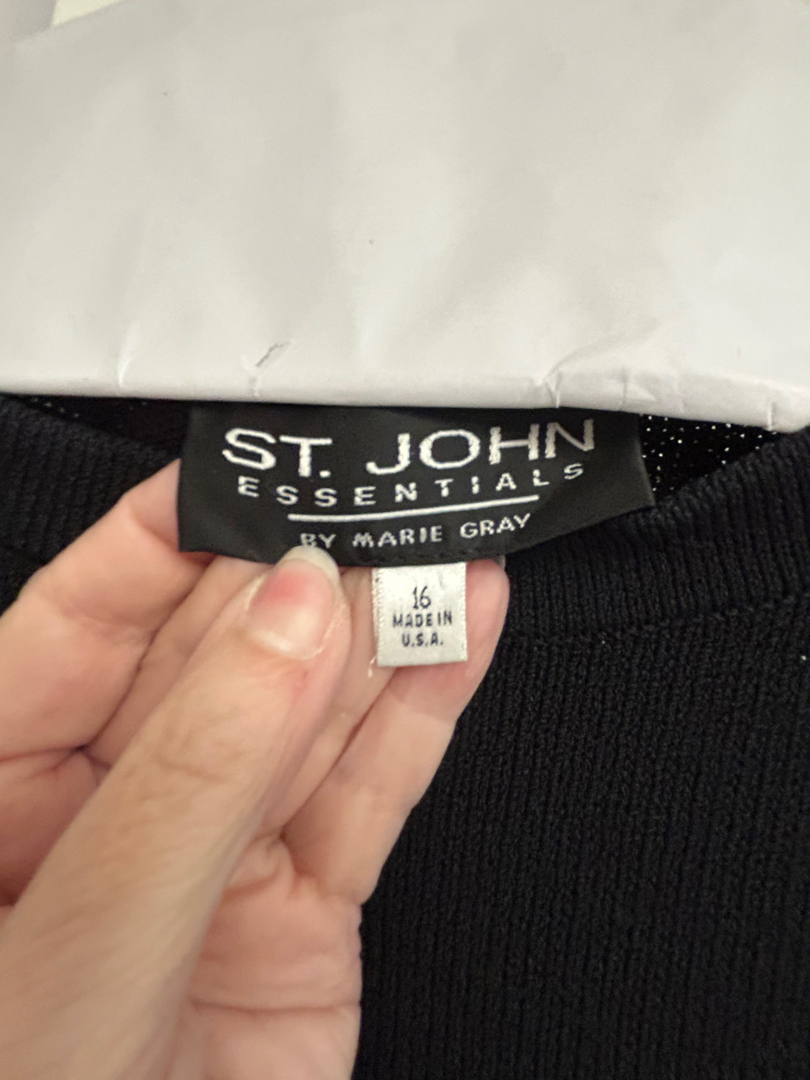 ST. JOHN
ESSENTIALS
BY MARIE GRAY
16
MADE IN
U.S.A.